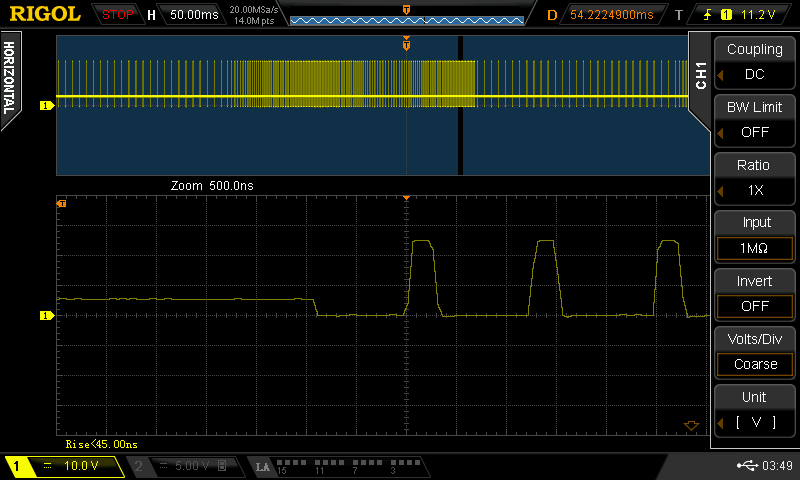 RIGOL STOP H 50.00ms 20.00MSa/s 14.0M pts T D 54.2224900ms T 1 11.2 V
HORIZONTAL
T
1
Zoom 500.0ns
T
1
Rise<45.00ns
CH1
Coupling
DC
BW Limit
OFF
Ratio
1X
Input
1MΩ
Invert
OFF
Volts/Div
Coarse
Unit
[ V ]
1 10.0 V 2 5.00 V B LA 15 11 7 3 03:49